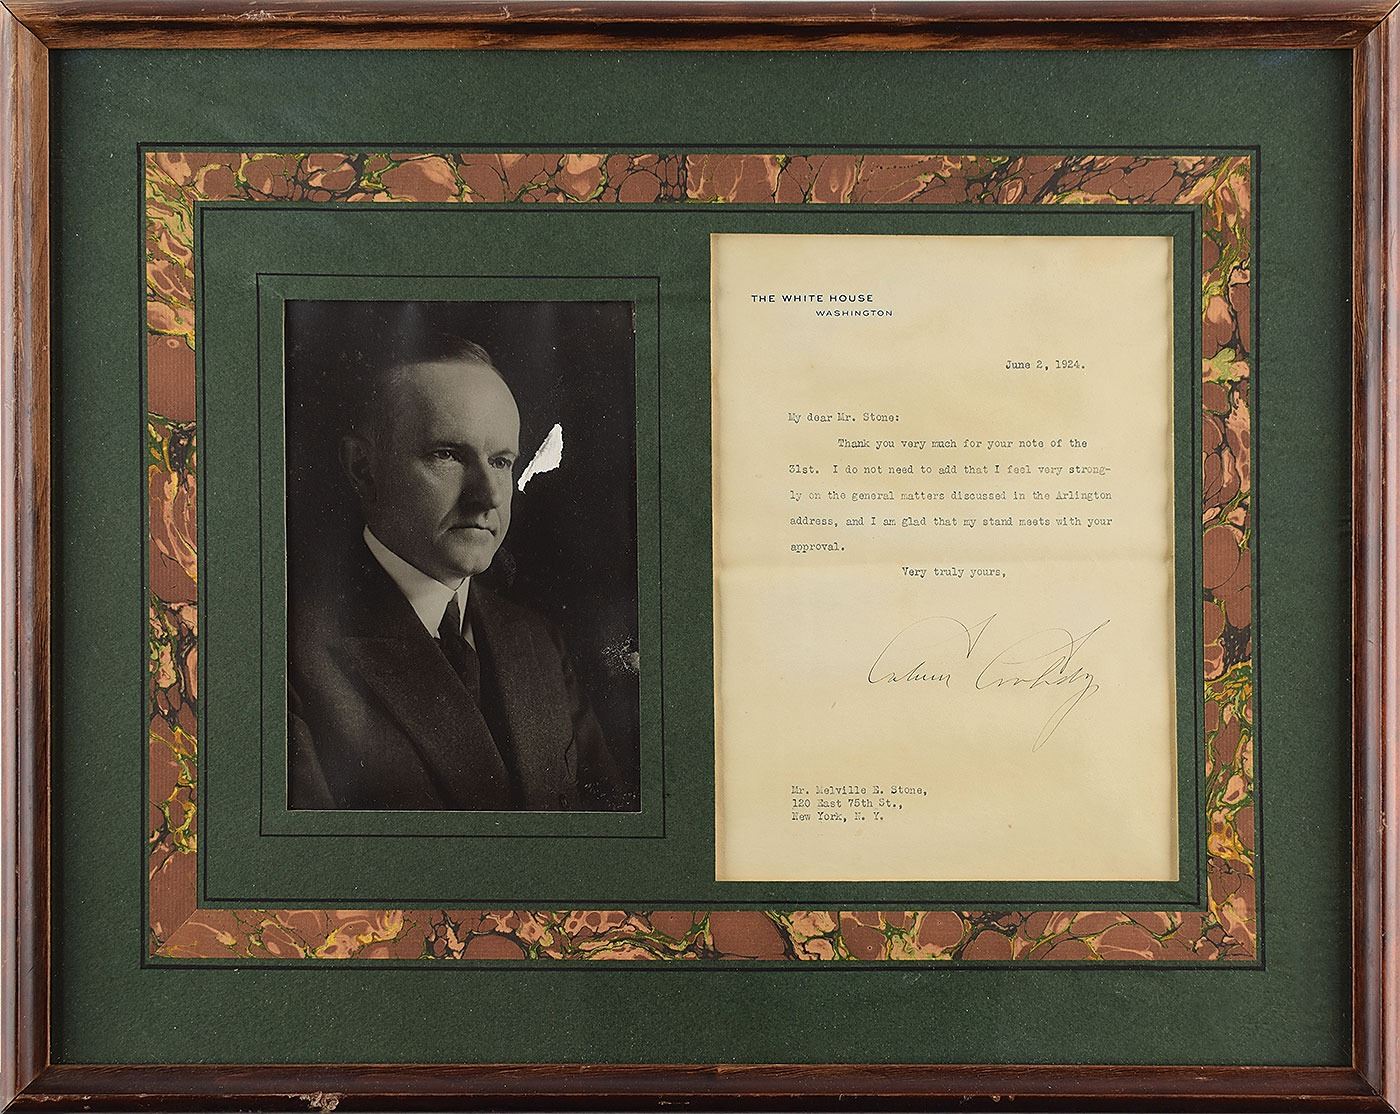 THE WHITE HOUSE
WASHINGTON
June 2, 1924.
My dear Mr. Stone:
Thank you very much for your note of the
31st. I do not need to add that I feel very strong-
ly on the general matters discussed in the Arlington
address, and I am glad that my stand meets with your
approval.
Very truly yours,
Calvin Coolidge
Mr. Melville E. Stone,
120 East 75th St.,
New York, N. Y.